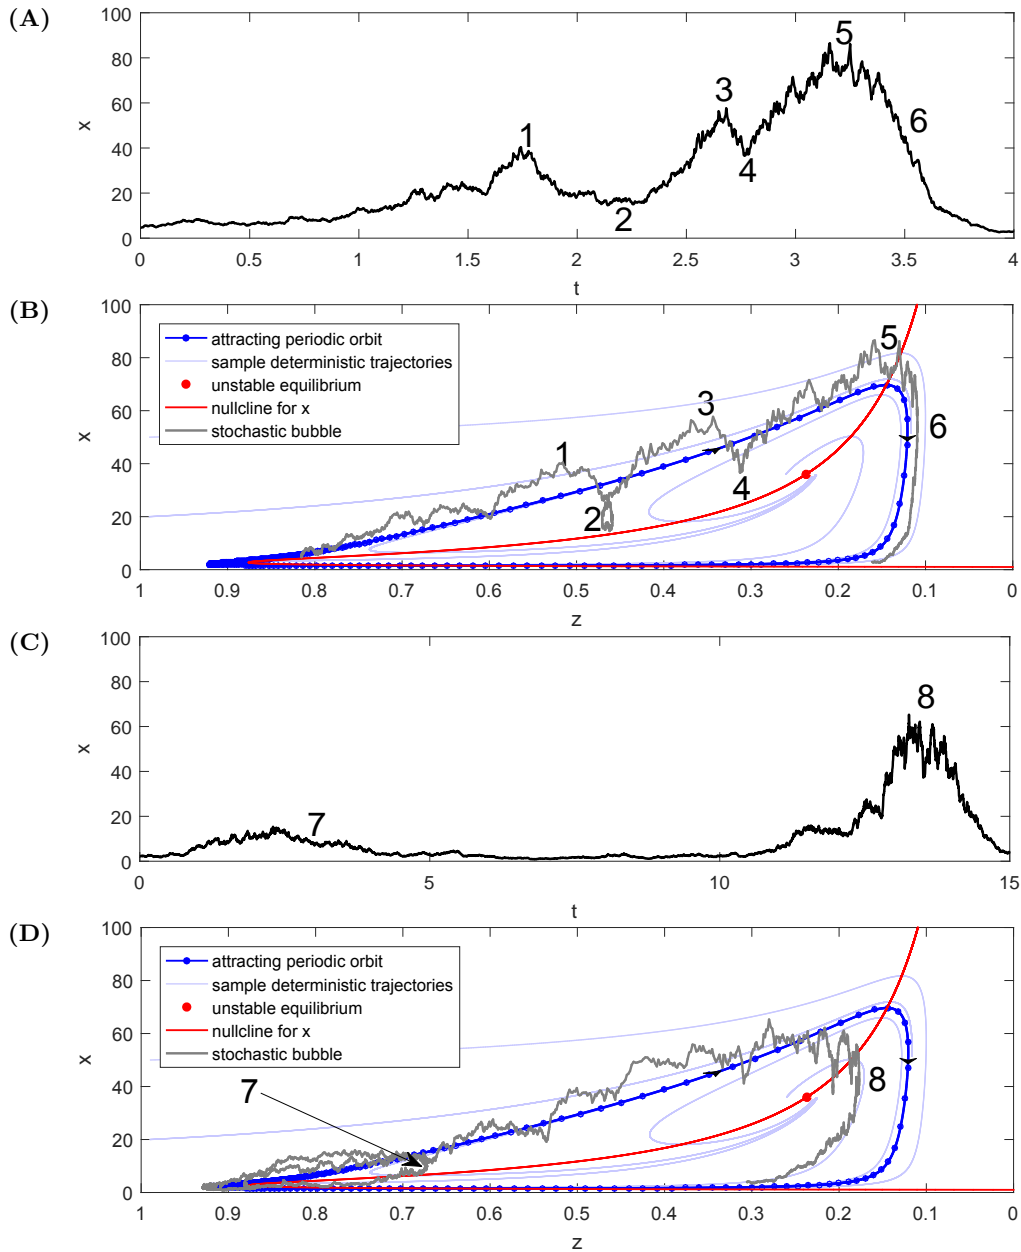 (A)
100
80
60
40
20
0
x
1
2
3
4
5
6
0 0.5 1 1.5 2 2.5 3 3.5 4
t
(B)
100
80
60
40
20
0
x
attracting periodic orbit
sample deterministic trajectories
unstable equilibrium
nullcline for x
stochastic bubble
1
2
3
4
5
6
1 0.9 0.8 0.7 0.6 0.5 0.4 0.3 0.2 0.1 0
z
(C)
100
80
60
40
20
0
x
7
8
0 5 10 15
t
(D)
100
80
60
40
20
0
x
attracting periodic orbit
sample deterministic trajectories
unstable equilibrium
nullcline for x
stochastic bubble
7
8
1 0.9 0.8 0.7 0.6 0.5 0.4 0.3 0.2 0.1 0
z